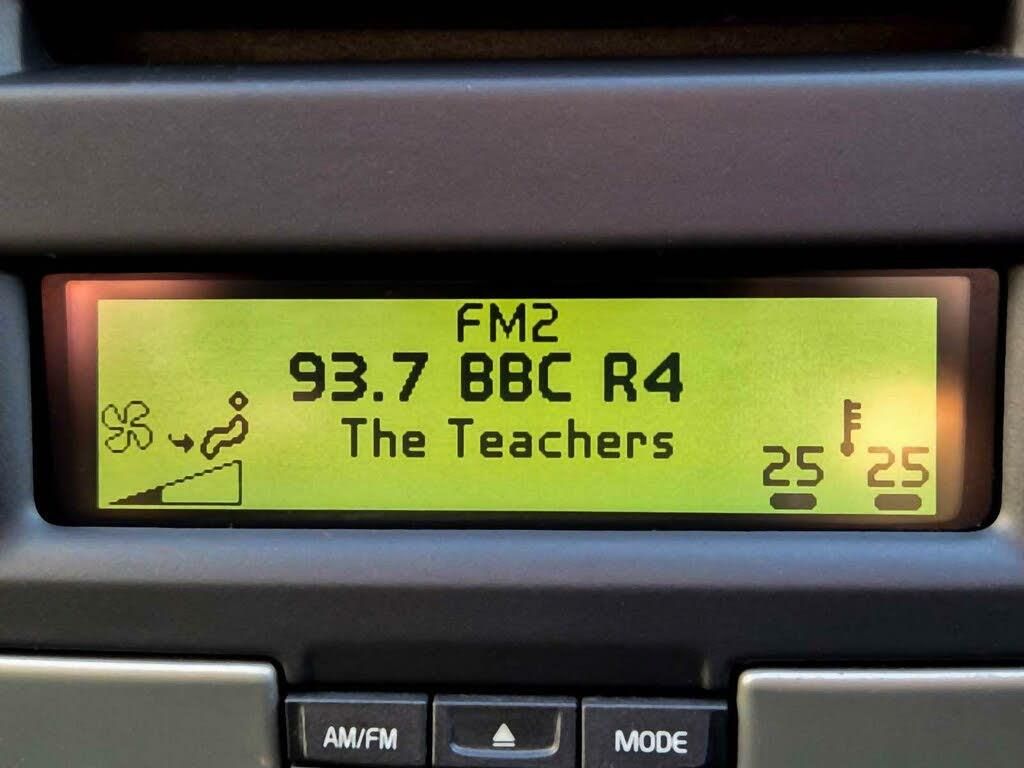 FM2
93.7 BBC R4
The Teachers
25 25
AM/FM MODE